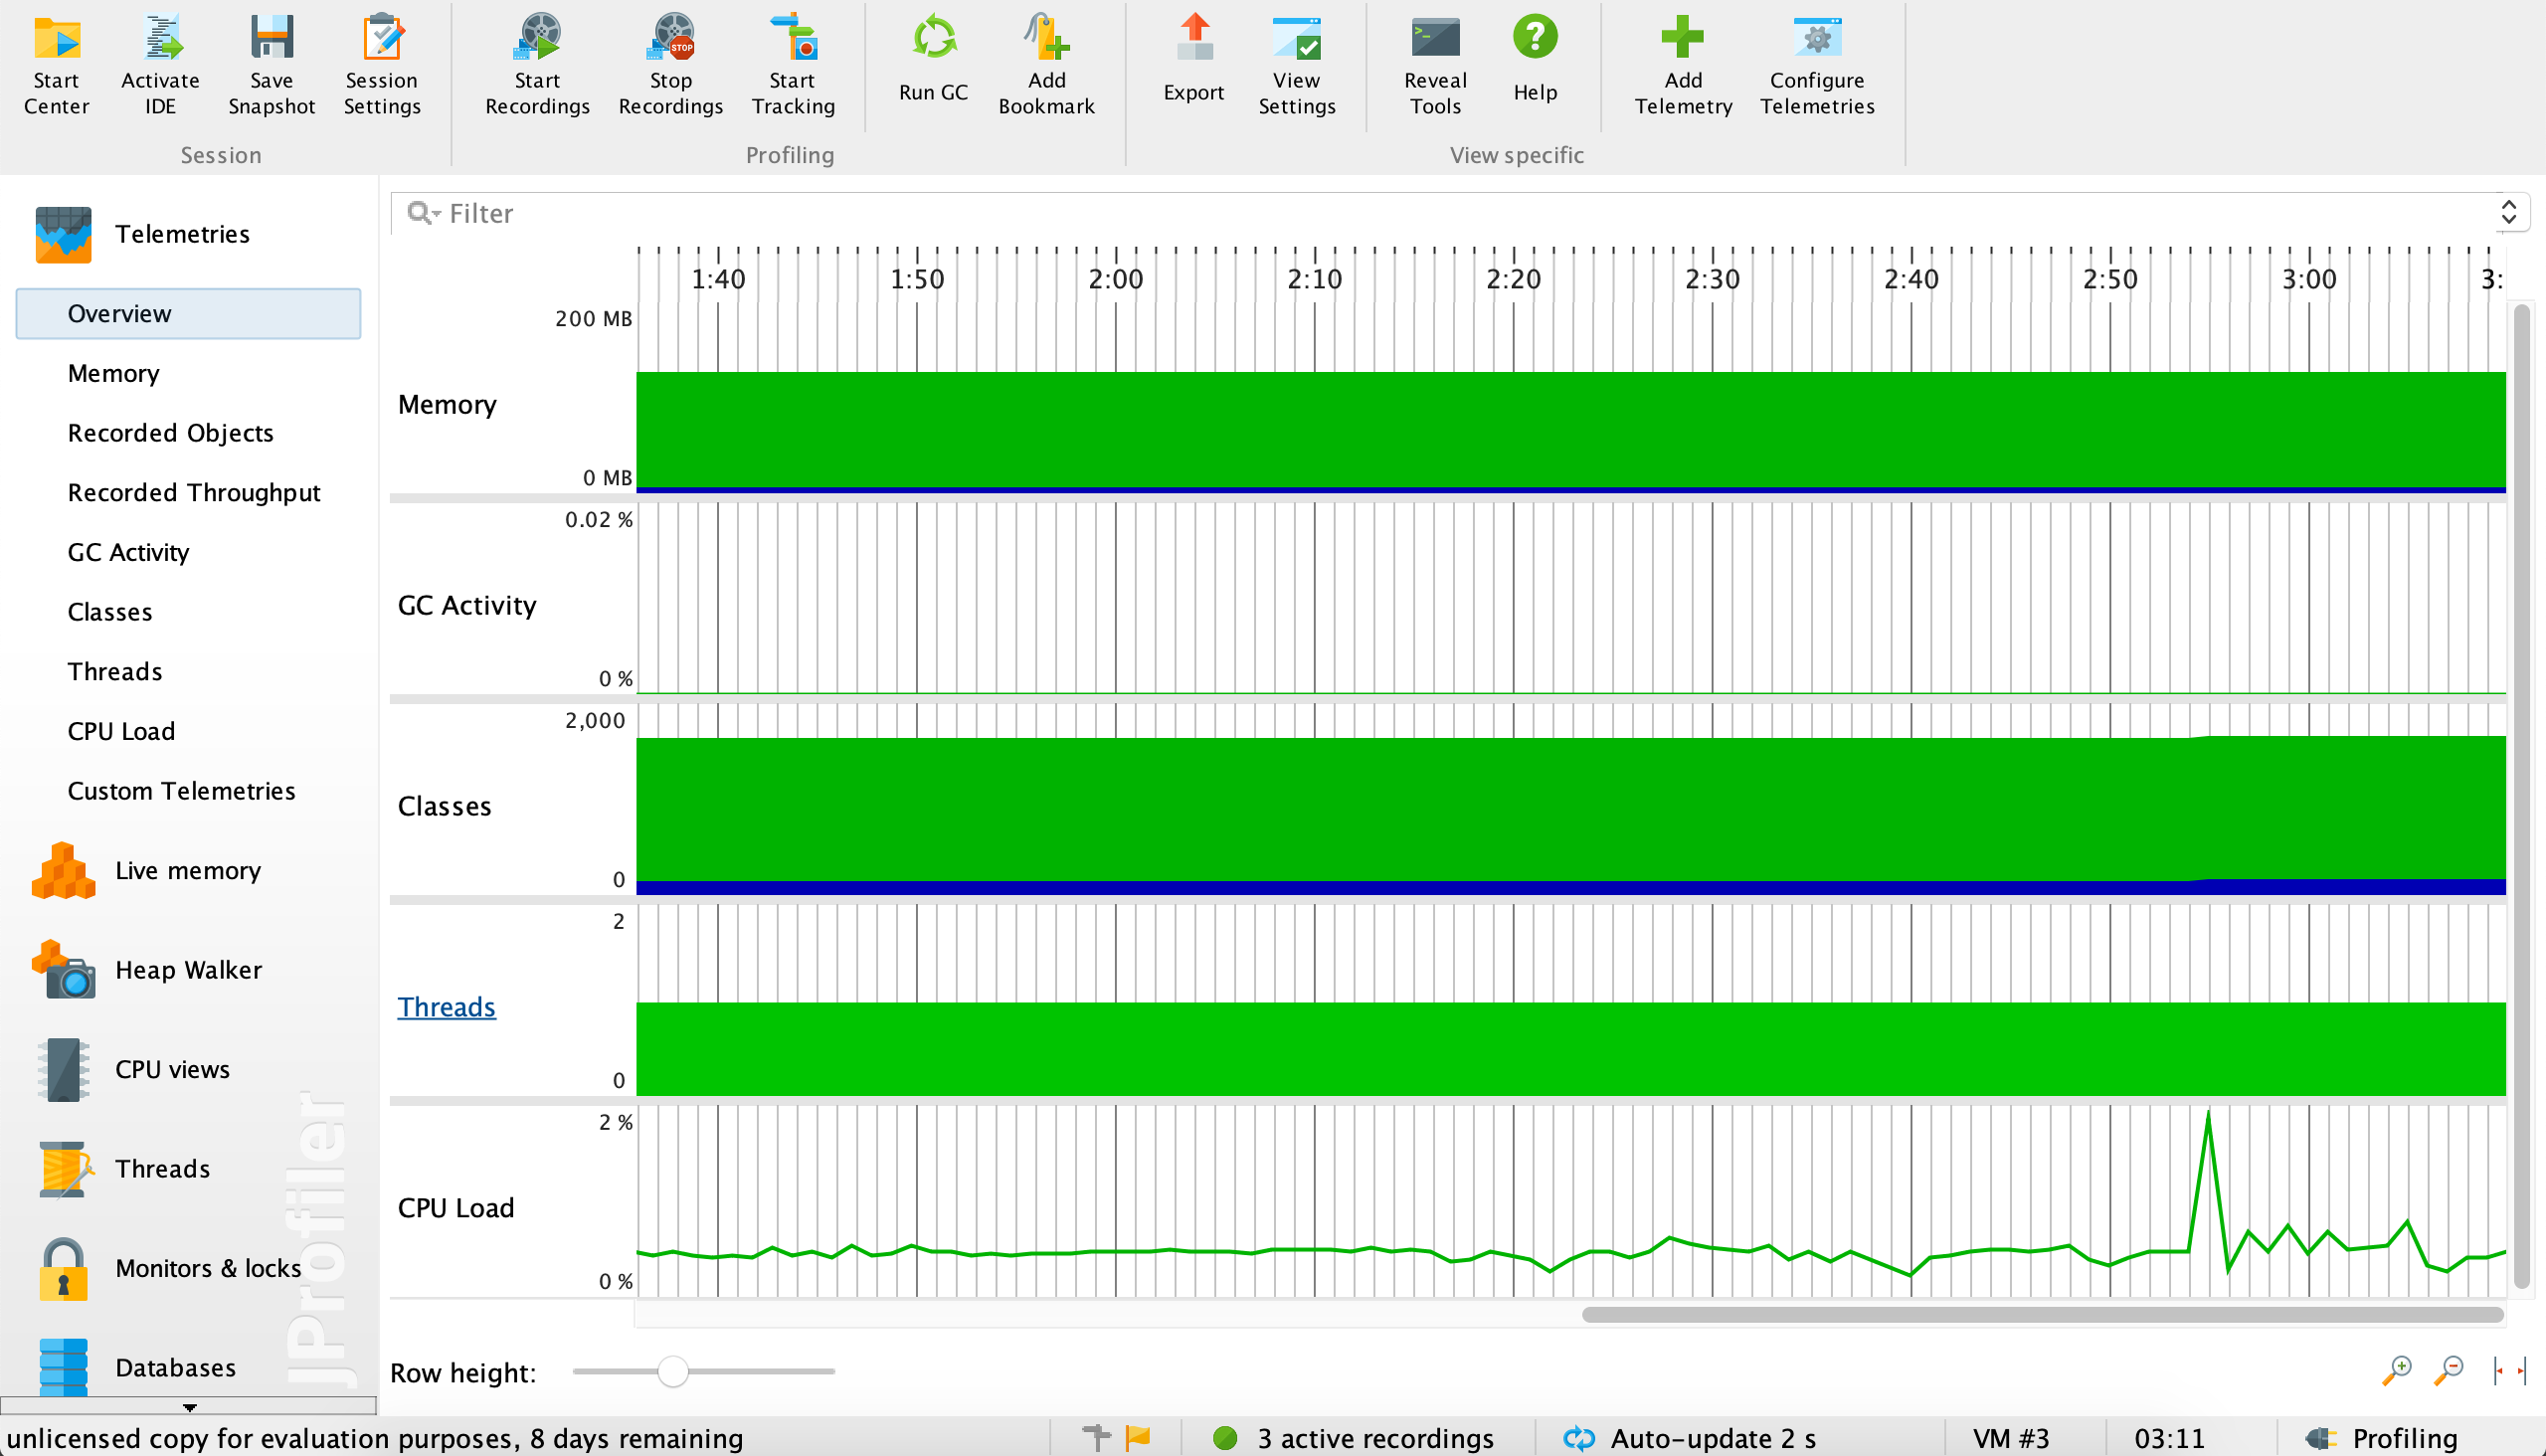 Start Center
Activate IDE
Save Snapshot
Session Settings
Start Recordings
Stop Recordings
Start Tracking
Run GC
Add Bookmark
Export
View Settings
Reveal Tools
Help
Add Telemetry
Configure Telemetries
STOP
Session
Profiling
View specific
Telemetries
Overview
Memory
Recorded Objects
Recorded Throughput
GC Activity
Classes
Threads
CPU Load
Custom Telemetries
Live memory
Heap Walker
CPU views
Threads
Monitors & locks
Databases
JProfiler
Filter
1:40 1:50 2:00 2:10 2:20 2:30 2:40 2:50 3:00 3:
200 MB
Memory
0 MB
0.02 %
GC Activity
0 %
2,000
Classes
0
2
Threads
0
2 %
CPU Load
0 %
Row height:
unlicensed copy for evaluation purposes, 8 days remaining
3 active recordings
Auto-update 2 s
VM #3
03:11
Profiling